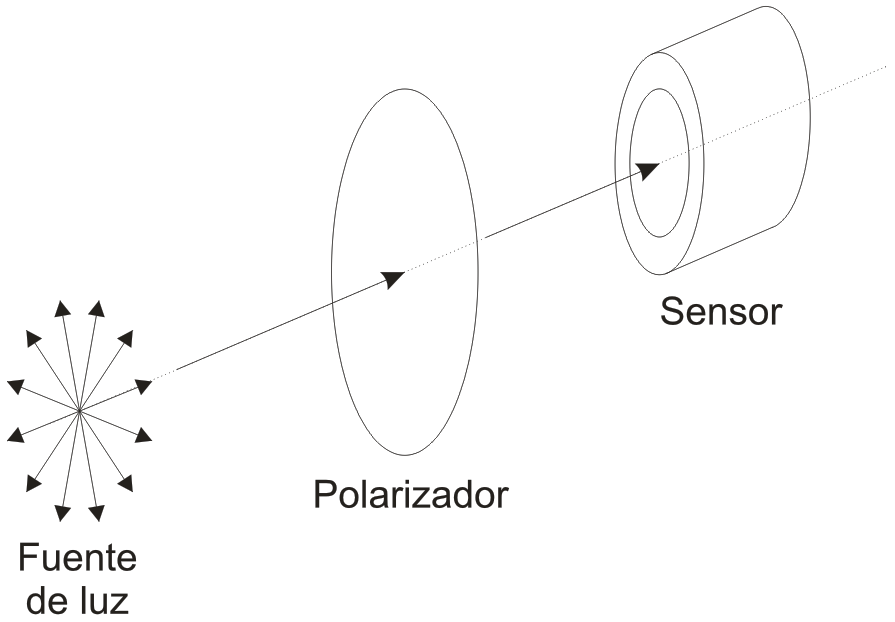 Sensor
Polarizador
Fuente
de luz